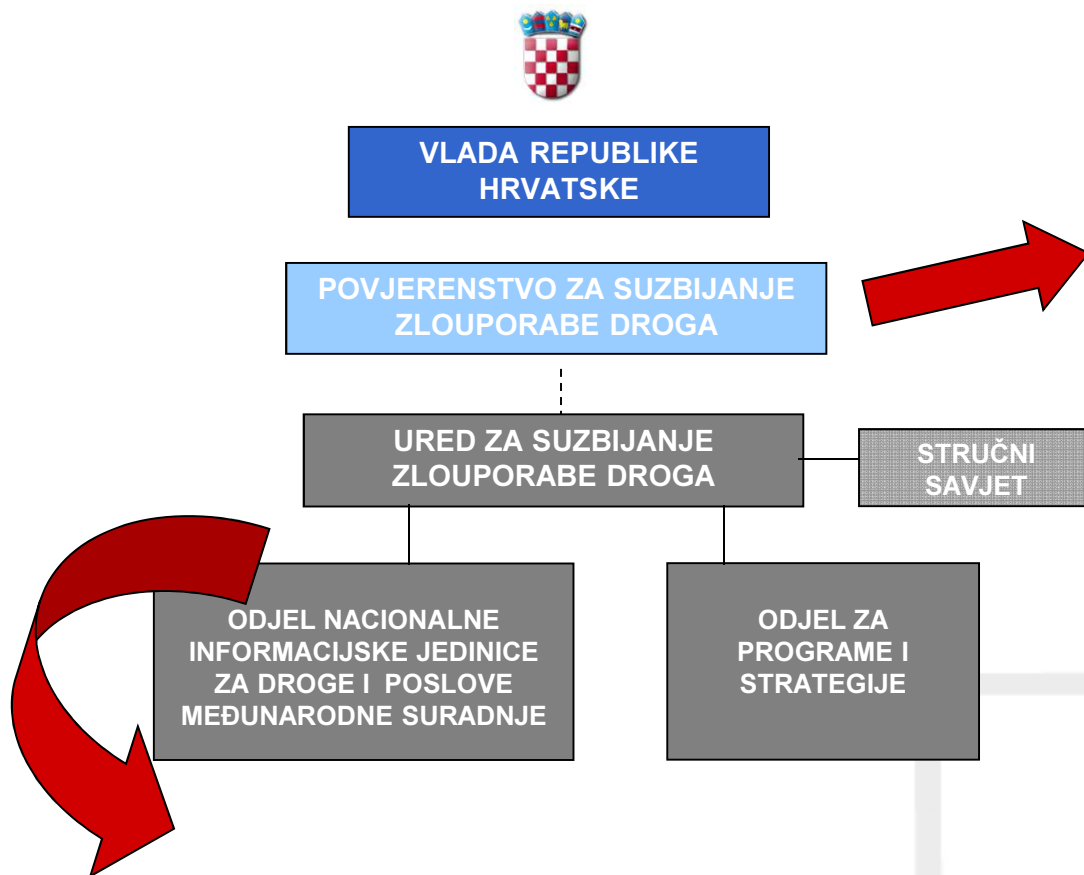 VLADA REPUBLIKE
HRVATSKE
POVJERENSTVO ZA SUZBIJANJE
ZLOUPORABE DROGA
URED ZA SUZBIJANJE
ZLOUPORABE DROGA
STRUČNI
SAVJET
ODJEL NACIONALNE
INFORMACIJSKE JEDINICE
ZA DROGE I POSLOVE
MEĐUNARODNE SURADNJE
ODJEL ZA
PROGRAME I
STRATEGIJE